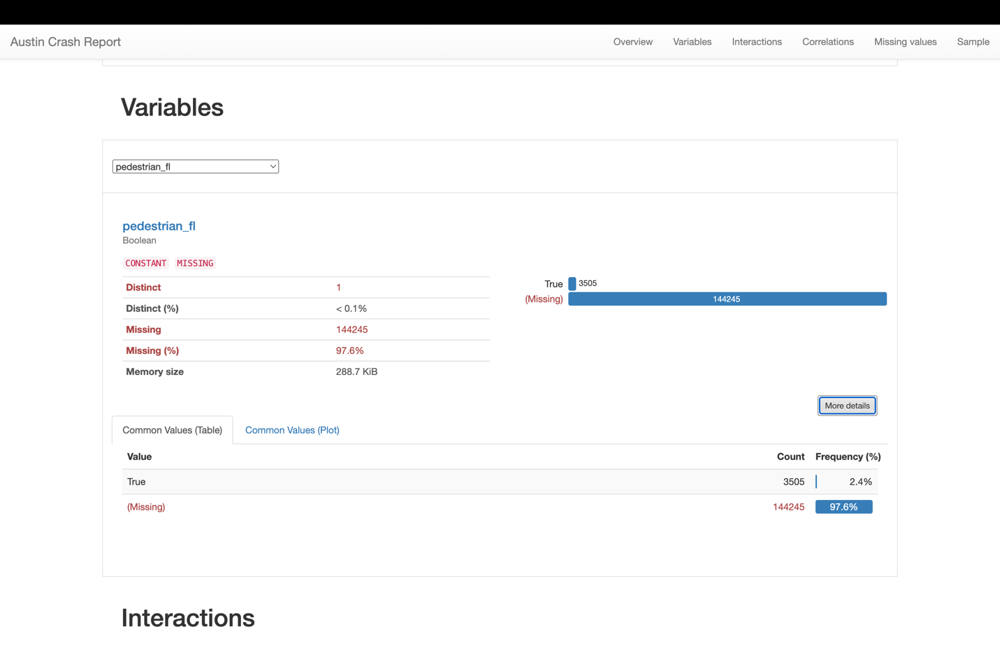 Austin Crash Report Overview Variables Interactions Correlations Missing values Sample
Variables
pedestrian_fl
pedestrian_fl
Boolean
CONSTANT MISSING
Distinct 1
Distinct (%) < 0.1%
Missing 144245
Missing (%) 97.6%
Memory size 288.7 KiB
True 3505
(Missing) 144245
More details
Common Values (Table) Common Values (Plot)
Value Count Frequency (%)
True 3505 2.4%
(Missing) 144245 97.6%
Interactions